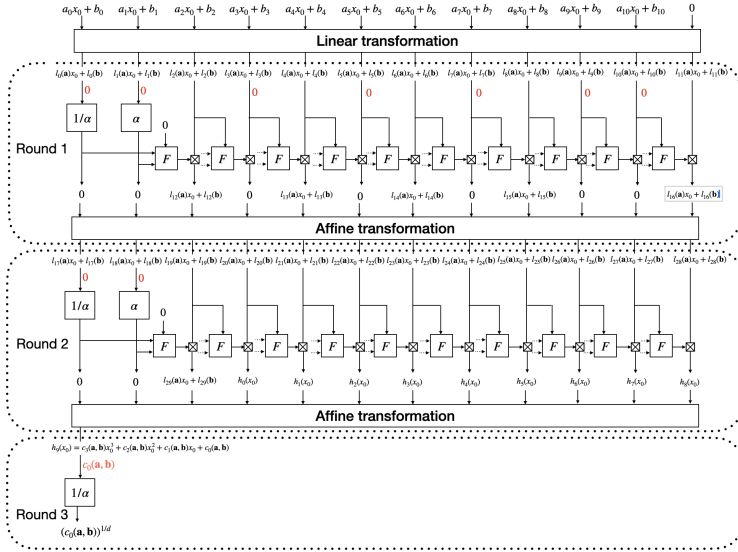 a₀x₀ + b₀ a₁x₀ + b₁ a₂x₀ + b₂ a₃x₀ + b₃ a₄x₀ + b₄ a₅x₀ + b₅ a₆x₀ + b₆ a₇x₀ + b₇ a₈x₀ + b₈ a₉x₀ + b₉ a₁₀x₀ + b₁₀ 0
Linear transformation
l₀(a)x₀ + l₀(b) l₁(a)x₀ + l₁(b) l₂(a)x₀ + l₂(b) l₃(a)x₀ + l₃(b) l₄(a)x₀ + l₄(b) l₅(a)x₀ + l₅(b) l₆(a)x₀ + l₆(b) l₇(a)x₀ + l₇(b) l₈(a)x₀ + l₈(b) l₉(a)x₀ + l₉(b) l₁₀(a)x₀ + l₁₀(b) l₁₁(a)x₀ + l₁₁(b)
0 0 0 0 0 0 0
1/α α
0
Round 1
F F F F F F F F F F
0 0 l₁₂(a)x₀ + l₁₂(b) 0 l₁₃(a)x₀ + l₁₃(b) 0 l₁₄(a)x₀ + l₁₄(b) 0 l₁₅(a)x₀ + l₁₅(b) 0 0 l₁₆(a)x₀ + l₁₆(b)
Affine transformation
l₁₇(a)x₀ + l₁₇(b) l₁₈(a)x₀ + l₁₈(b) l₁₉(a)x₀ + l₁₉(b) l₂₀(a)x₀ + l₂₀(b) l₂₁(a)x₀ + l₂₁(b) l₂₂(a)x₀ + l₂₂(b) l₂₃(a)x₀ + l₂₃(b) l₂₄(a)x₀ + l₂₄(b) l₂₅(a)x₀ + l₂₅(b) l₂₆(a)x₀ + l₂₆(b) l₂₇(a)x₀ + l₂₇(b) l₂₈(a)x₀ + l₂₈(b)
0 0
1/α α
0
Round 2
F F F F F F F F F F
0 0 l₂₉(a)x₀ + l₂₉(b) h₀(x₀) h₁(x₀) h₂(x₀) h₃(x₀) h₄(x₀) h₅(x₀) h₆(x₀) h₇(x₀) h₈(x₀)
Affine transformation
h₉(x₀) = c₃(a, b)x₀³ + c₂(a, b)x₀² + c₁(a, b)x₀ + c₀(a, b)
c₀(a, b)
1/α
Round 3
(c₀(a, b))^{1/d}